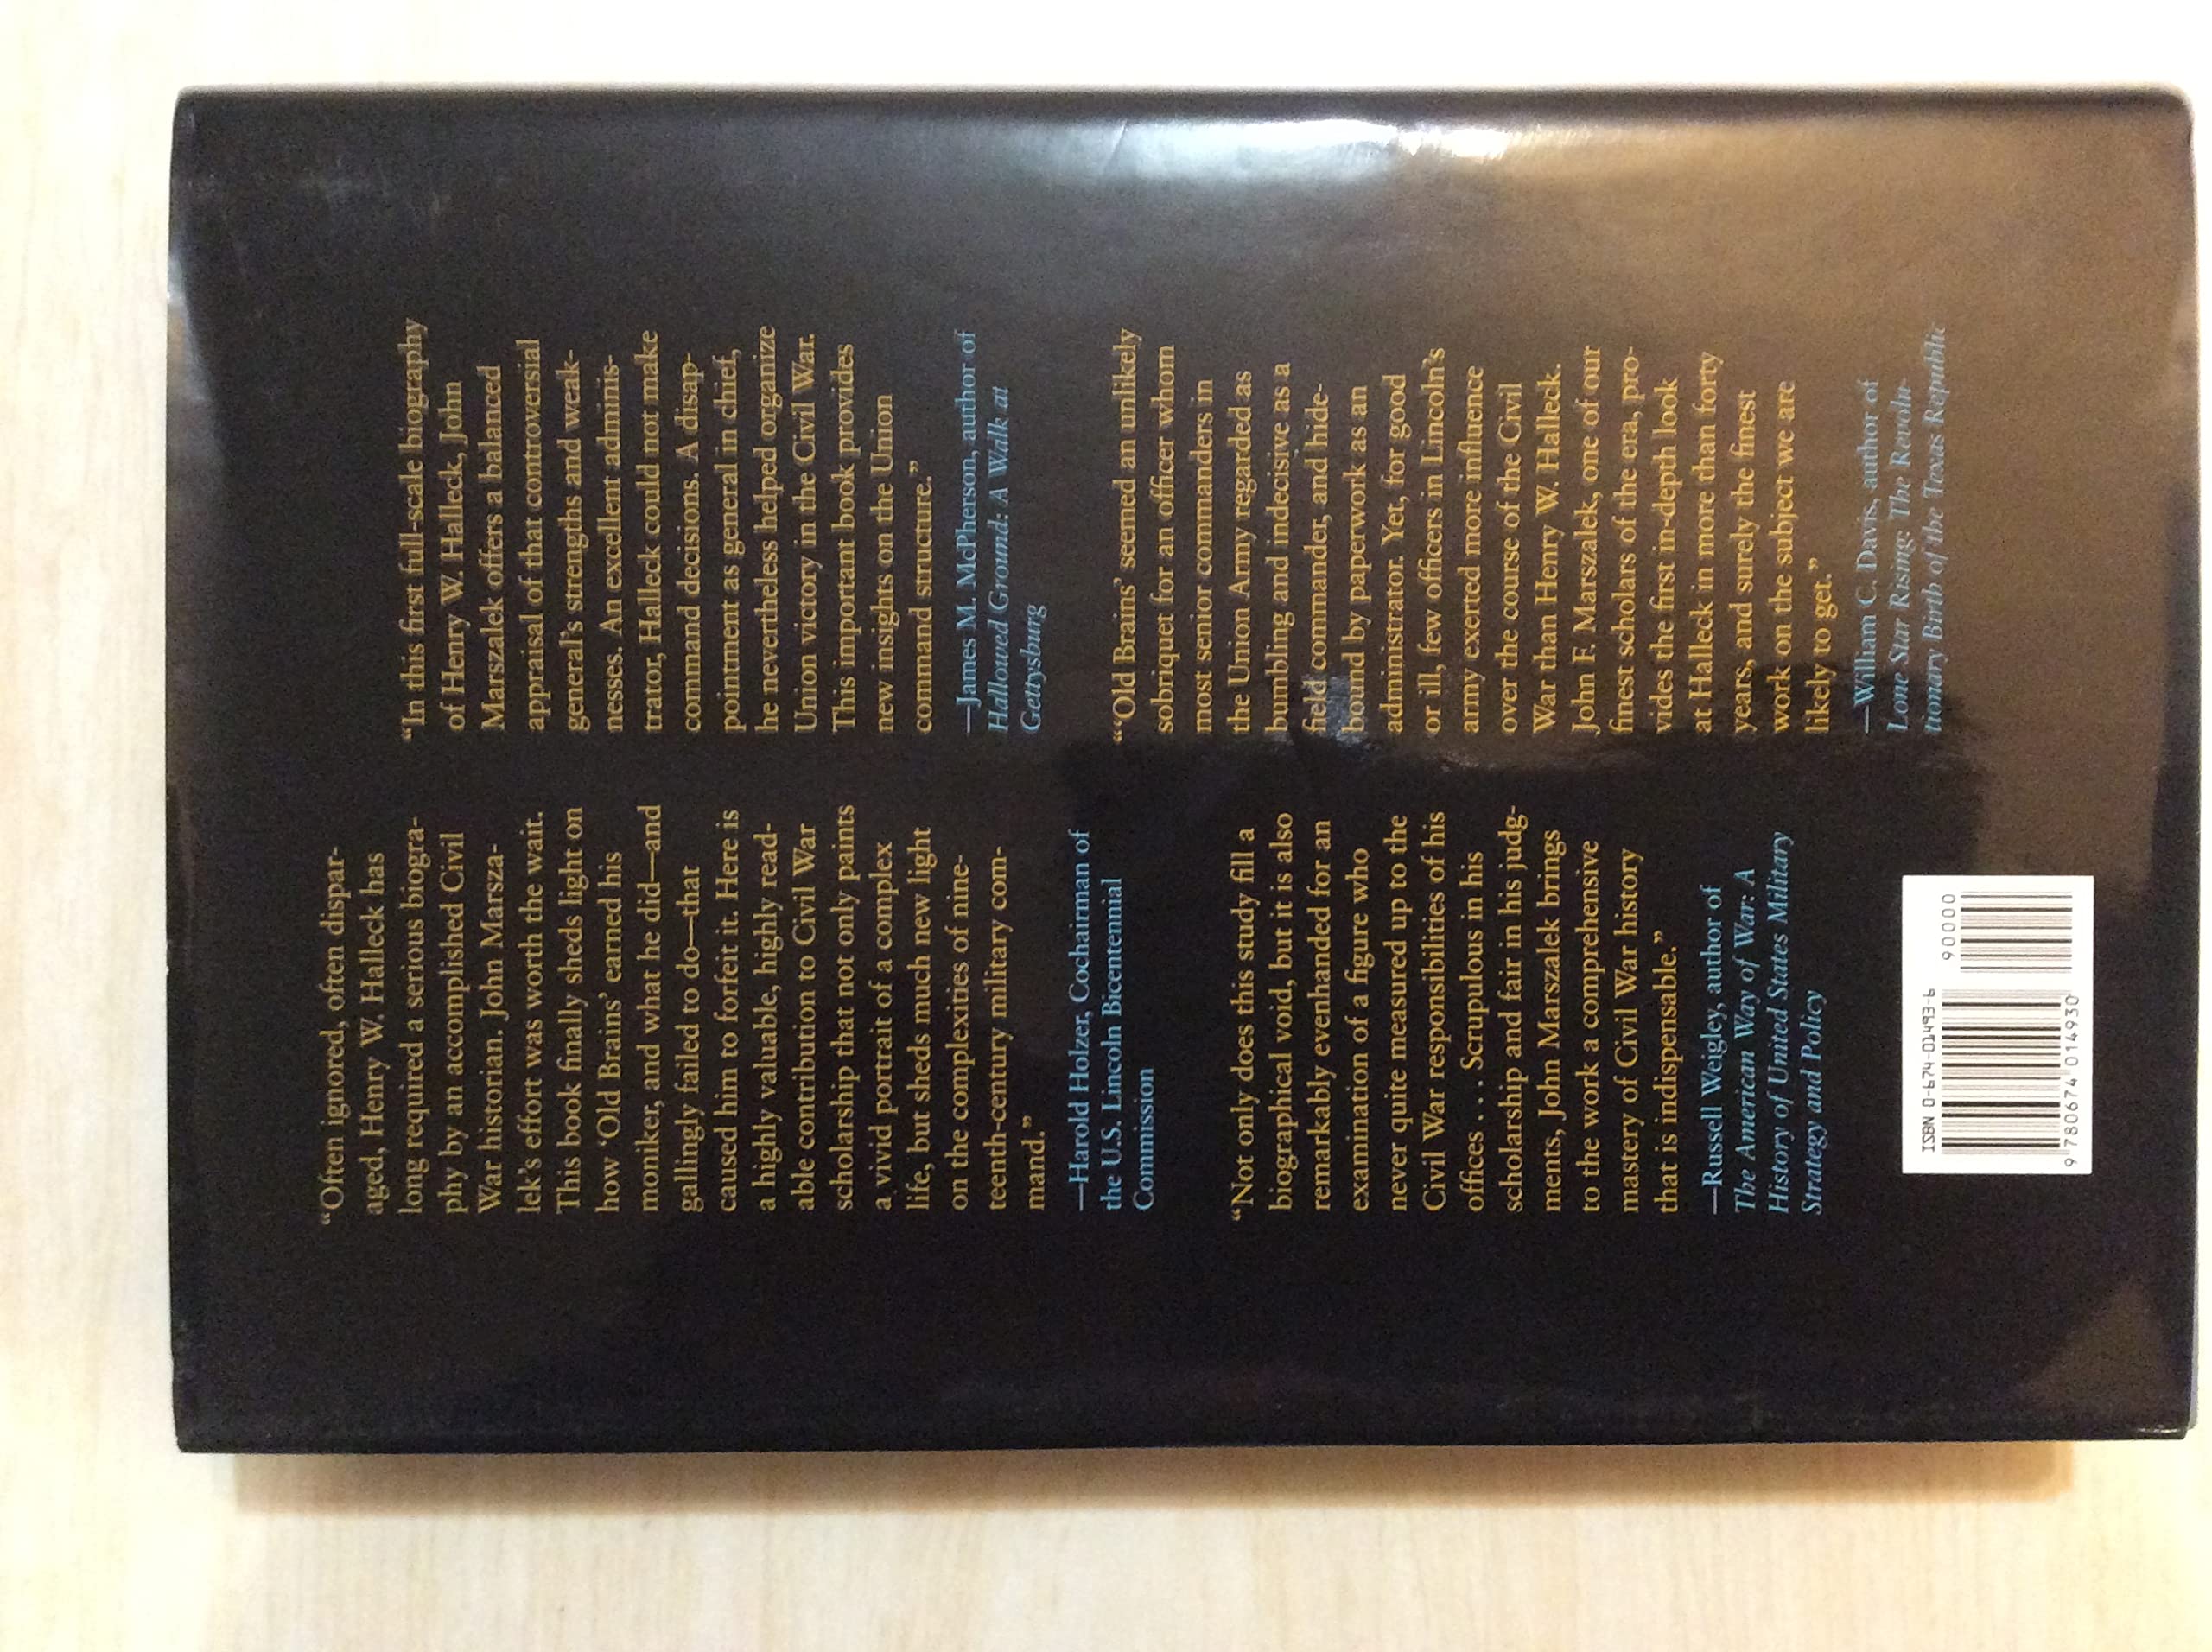 “Often ignored, often dispar-
aged, Henry W. Halleck has
long required a serious biogra-
phy by an accomplished Civil
War historian. John Marsza-
lek’s effort was worth the wait.
This book finally sheds light on
how ‘Old Brains’ earned his
moniker, and what he did—and
gallingly failed to do—that
caused him to forfeit it. Here is
a highly valuable, highly read-
able contribution to Civil War
scholarship that not only paints
a vivid portrait of a complex
life, but sheds much new light
on the complexities of nine-
teenth-century military com-
mand.”
—Harold Holzer, Cochairman of
the U.S. Lincoln Bicentennial
Commission
“Not only does this study fill a
biographical void, but it is also
remarkably evenhanded for an
examination of a figure who
never quite measured up to the
Civil War responsibilities of his
offices . . . . Scrupulous in his
scholarship and fair in his judg-
ments, John Marszalek brings
to the work a comprehensive
mastery of Civil War history
that is indispensable.”
—Russell Weigley, author of
The American Way of War: A
History of United States Military
Strategy and Policy
“In this first full-scale biography
of Henry W. Halleck, John
Marszalek offers a balanced
appraisal of that controversial
general’s strengths and weak-
nesses. An excellent adminis-
trator, Halleck could not make
command decisions. A disap-
pointment as general in chief,
he nevertheless helped organize
Union victory in the Civil War.
This important book provides
new insights on the Union
command structure.”
—James M. McPherson, author of
Hallowed Ground: A Walk at
Gettysburg
“‘Old Brains’ seemed an unlikely
sobriquet for an officer whom
most senior commanders in
the Union Army regarded as
bumbling and indecisive as a
field commander, and hide-
bound by paperwork as an
administrator. Yet, for good
or ill, few officers in Lincoln’s
army exerted more influence
over the course of the Civil
War than Henry W. Halleck.
John F. Marszalek, one of our
finest scholars of the era, pro-
vides the first in-depth look
at Halleck in more than forty
years, and surely the finest
work on the subject we are
likely to get.”
—William C. Davis, author of
Lone Star Rising: The Revolu-
tionary Birth of the Texas Republic
ISBN 0-674-01493-6
90000
9 780674 014930